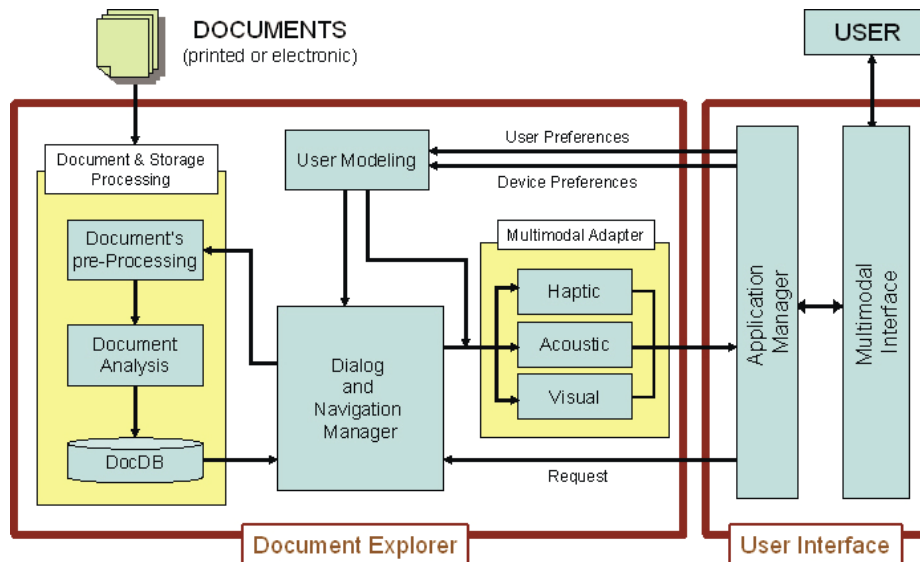 DOCUMENTS
(printed or electronic)
USER
Document & Storage
Processing
User Modeling
User Preferences
Device Preferences
Document's
pre-Processing
Multimodal Adapter
Haptic
Document
Analysis
Acoustic
Dialog
and
Navigation
Manager
Visual
Application
Manager
Multimodal
Interface
DocDB
Request
Document Explorer
User Interface